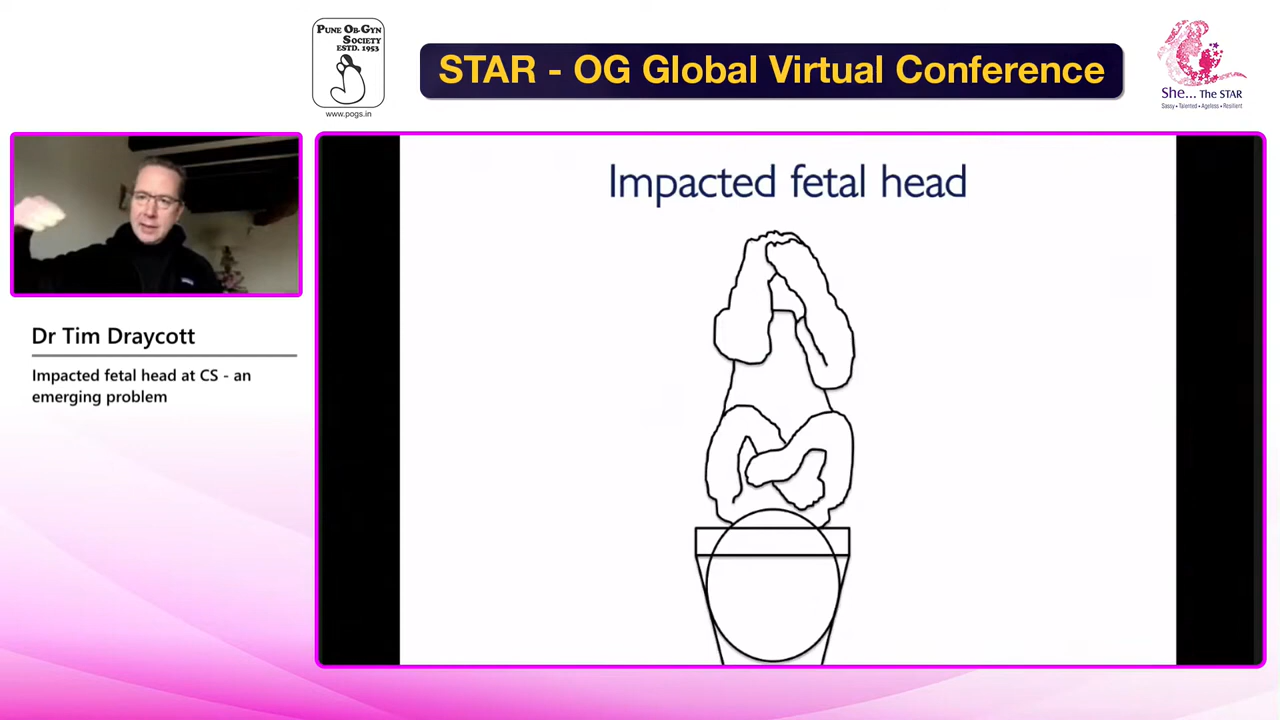 PUNE OB-GYN
SOCIETY
ESTD. 1953
www.pogs.in
STAR - OG Global Virtual Conference
She... THE STAR
Sassy • Talented • Ageless • Resilient
Dr Tim Draycott
Impacted fetal head at CS - an
emerging problem
Impacted fetal head